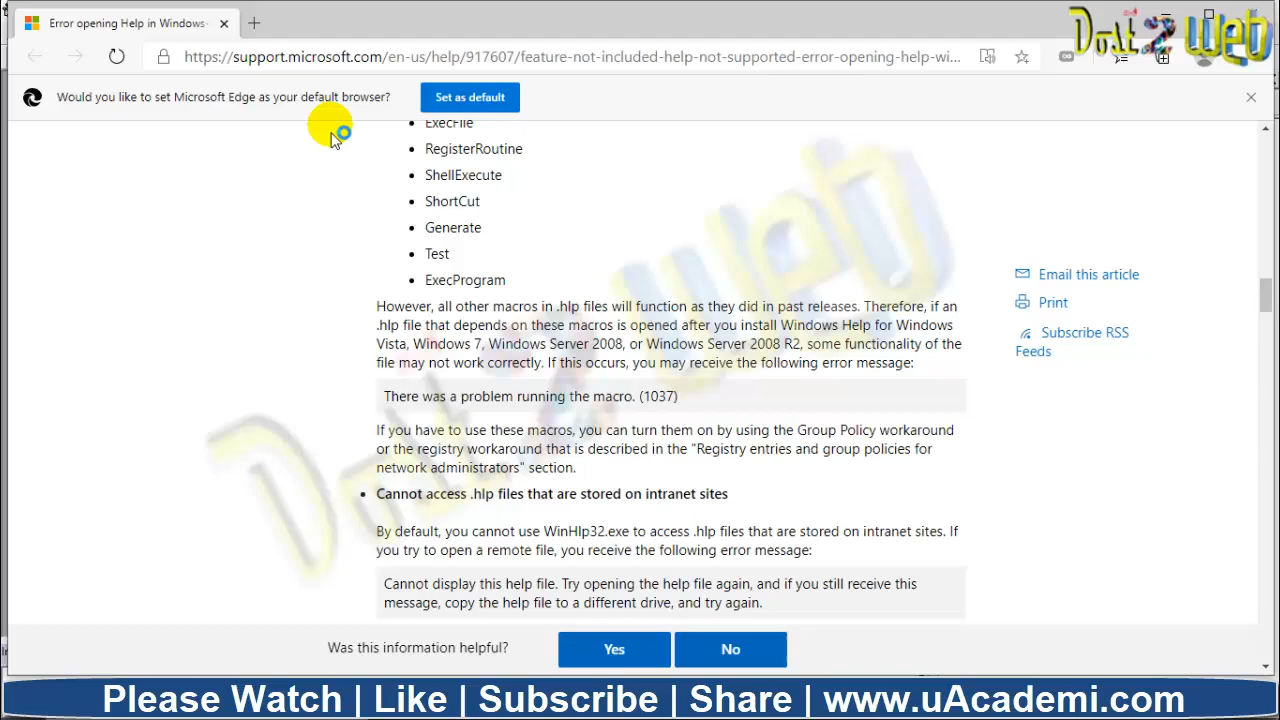 Error opening Help in Windows
DoIt2Web
https://support.microsoft.com/en-us/help/917607/feature-not-included-help-not-supported-error-opening-help-wi...
Would you like to set Microsoft Edge as your default browser?
Set as default
ExecFile
RegisterRoutine
ShellExecute
ShortCut
Generate
Test
ExecProgram
However, all other macros in .hlp files will function as they did in past releases. Therefore, if an
.hlp file that depends on these macros is opened after you install Windows Help for Windows
Vista, Windows 7, Windows Server 2008, or Windows Server 2008 R2, some functionality of the
file may not work correctly. If this occurs, you may receive the following error message:
There was a problem running the macro. (1037)
If you have to use these macros, you can turn them on by using the Group Policy workaround
or the registry workaround that is described in the "Registry entries and group policies for
network administrators" section.
Cannot access .hlp files that are stored on intranet sites
By default, you cannot use WinHlp32.exe to access .hlp files that are stored on intranet sites. If
you try to open a remote file, you receive the following error message:
Cannot display this help file. Try opening the help file again, and if you still receive this
message, copy the help file to a different drive, and try again.
Email this article
Print
Subscribe RSS
Feeds
DoIt2Web
Was this information helpful?
Yes
No
Please Watch | Like | Subscribe | Share | www.uAcademi.com